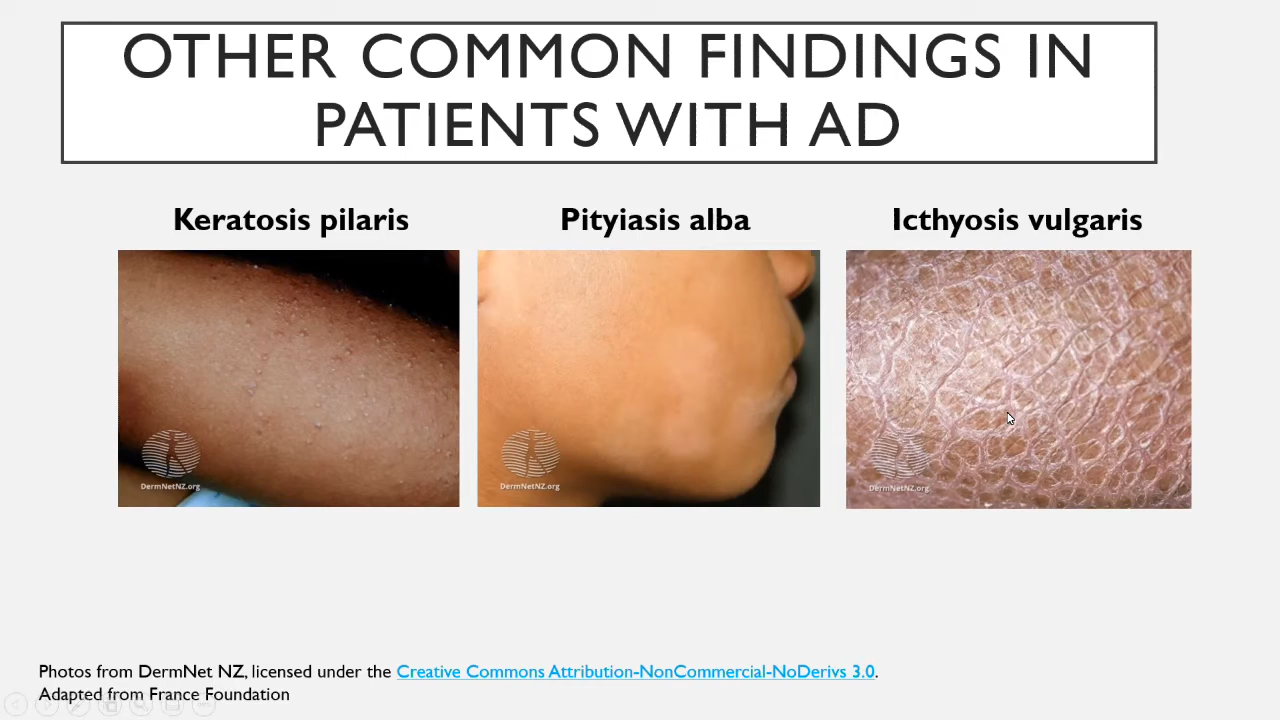 OTHER COMMON FINDINGS IN
PATIENTS WITH AD
Keratosis pilaris
Pityiasis alba
Icthyosis vulgaris
DermNetNZ.org
DermNetNZ.org
DermNetNZ.org
Photos from DermNet NZ, licensed under the Creative Commons Attribution-NonCommercial-NoDerivs 3.0.
Adapted from France Foundation